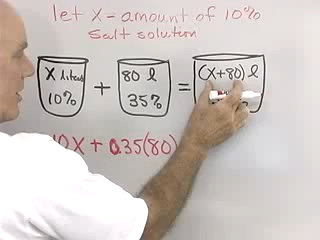 let X - amount of 10%
salt solution
X liters + 80 l = (X+80) l
10% 35%
10X + 0.35(80)